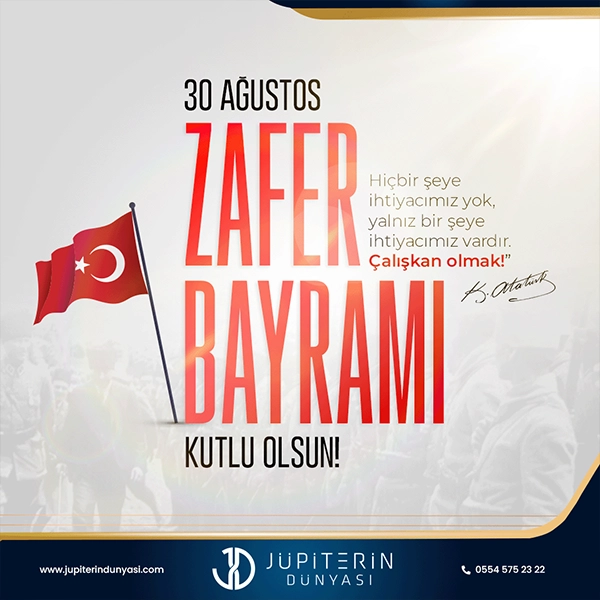 30 AĞUSTOS
ZAFER
BAYRAMI
KUTLU OLSUN!
Hiçbir şeye
ihtiyacımız yok,
yalnız bir şeye
ihtiyacımız vardır.
Çalışkan olmak!”
K. Atatürk
www.jupiterindunyasi.com
JÜPİTERİN
DÜNYASI
0554 575 23 22